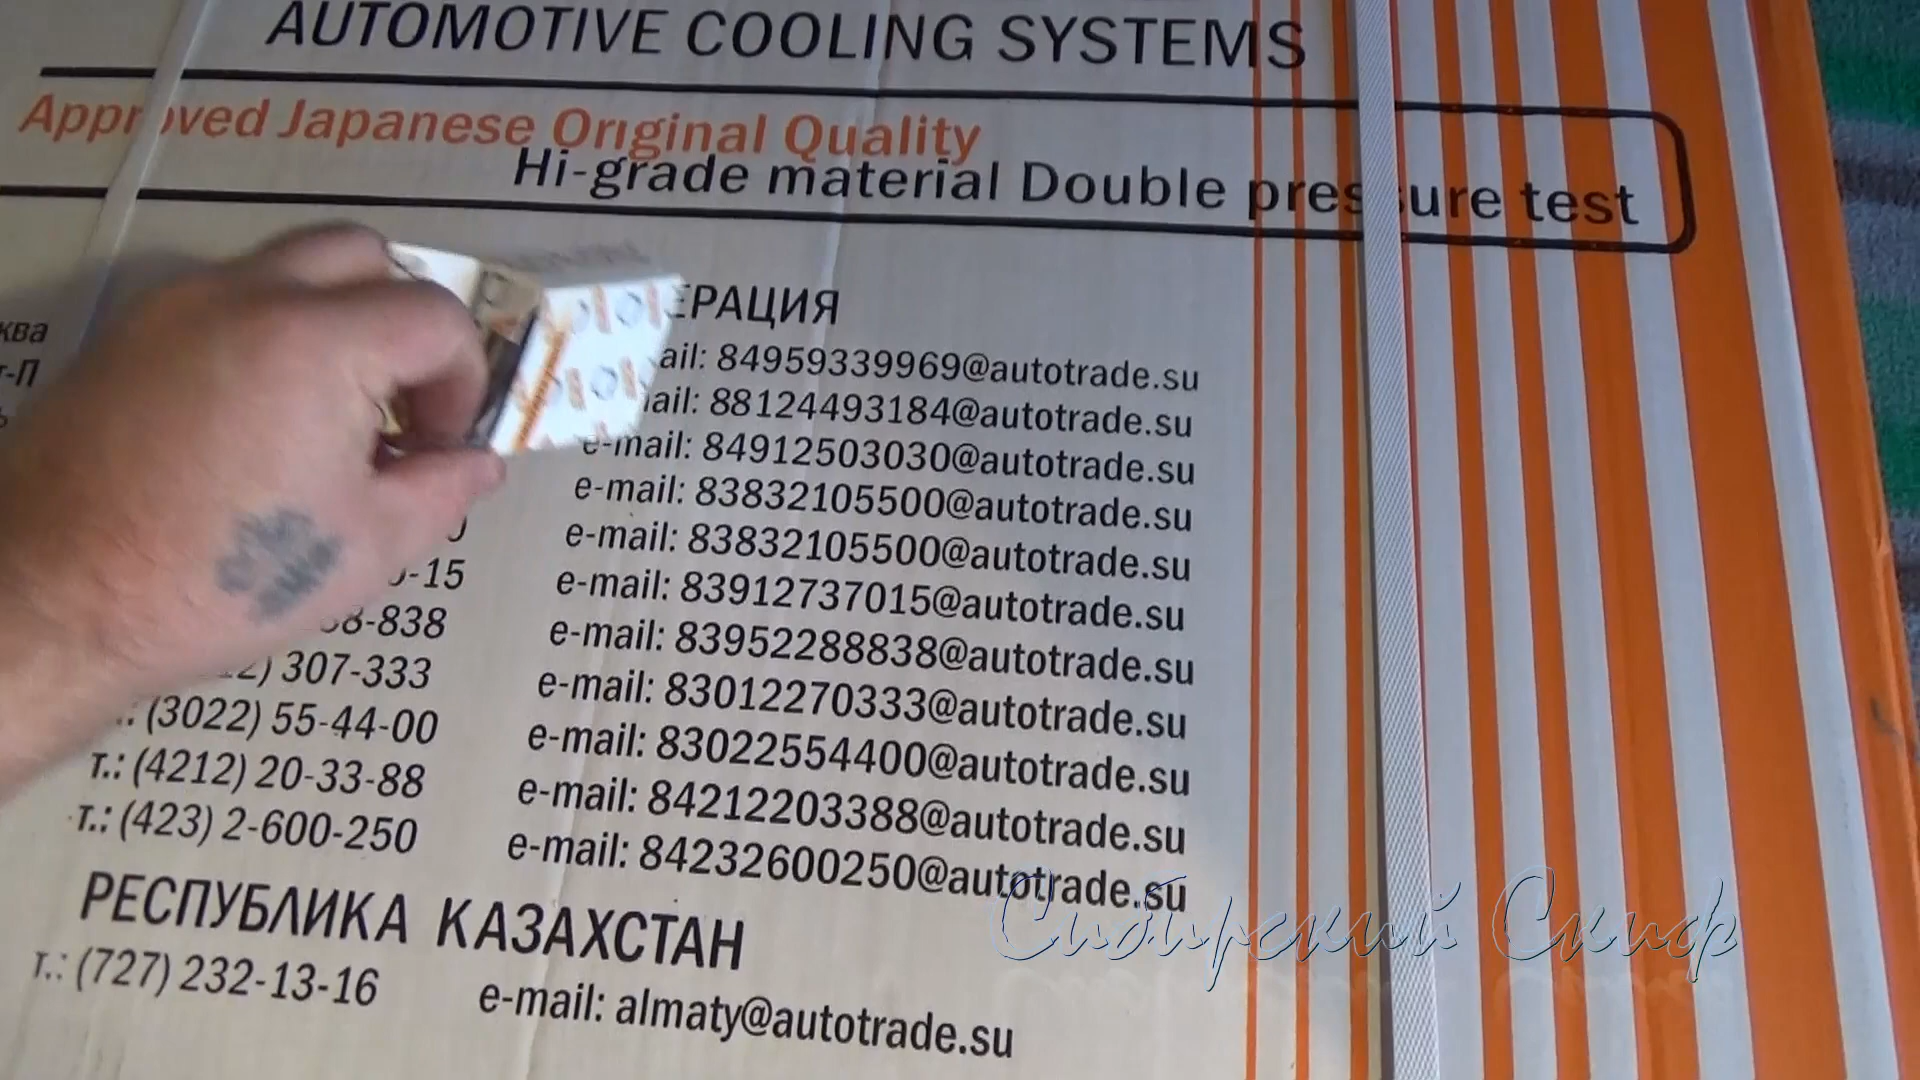 AUTOMOTIVE COOLING SYSTEMS
Approved Japanese Original Quality
Hi-grade material Double pressure test
ЕРАЦИЯ
ква
т-П
ail: 84959339969@autotrade.su
ail: 88124493184@autotrade.su
e-mail: 84912503030@autotrade.su
e-mail: 83832105500@autotrade.su
e-mail: 83832105500@autotrade.su
-15 e-mail: 83912737015@autotrade.su
8-838 e-mail: 83952288838@autotrade.su
2) 307-333 e-mail: 83012270333@autotrade.su
.: (3022) 55-44-00 e-mail: 83022554400@autotrade.su
т.: (4212) 20-33-88 e-mail: 84212203388@autotrade.su
т.: (423) 2-600-250 e-mail: 84232600250@autotrade.su
РЕСПУБЛИКА КАЗАХСТАН
т.: (727) 232-13-16 e-mail: almaty@autotrade.su
Сибирский Скиф